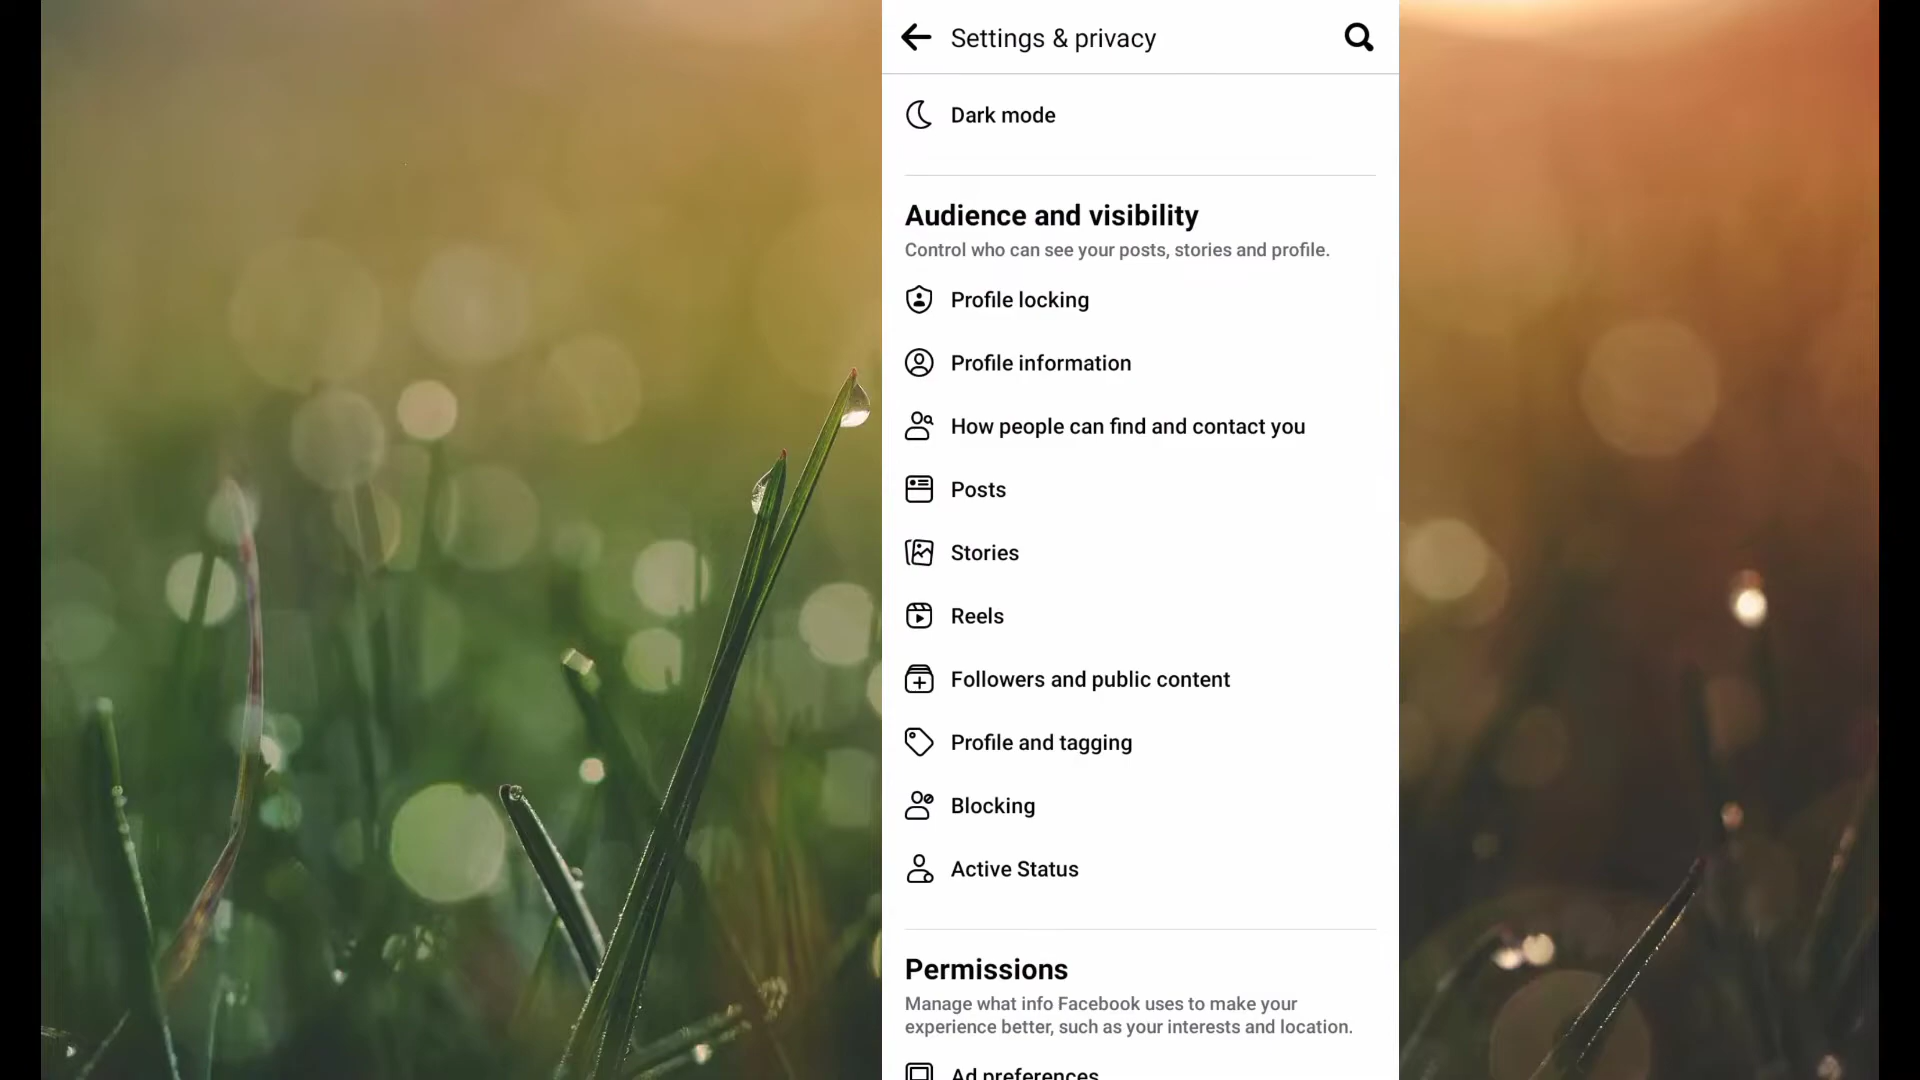 Settings & privacy
Dark mode
Audience and visibility
Control who can see your posts, stories and profile.
Profile locking
Profile information
How people can find and contact you
Posts
Stories
Reels
Followers and public content
Profile and tagging
Blocking
Active Status
Permissions
Manage what info Facebook uses to make your
experience better, such as your interests and location.
Ad preferences